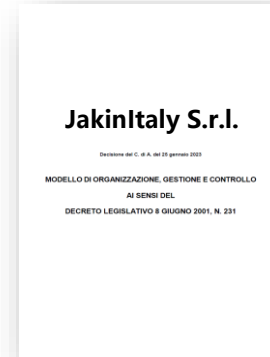 JakinItaly S.r.l.
Decisione del C. di A. del 25 gennaio 2023
MODELLO DI ORGANIZZAZIONE, GESTIONE E CONTROLLO
AI SENSI DEL
DECRETO LEGISLATIVO 8 GIUGNO 2001, N. 231